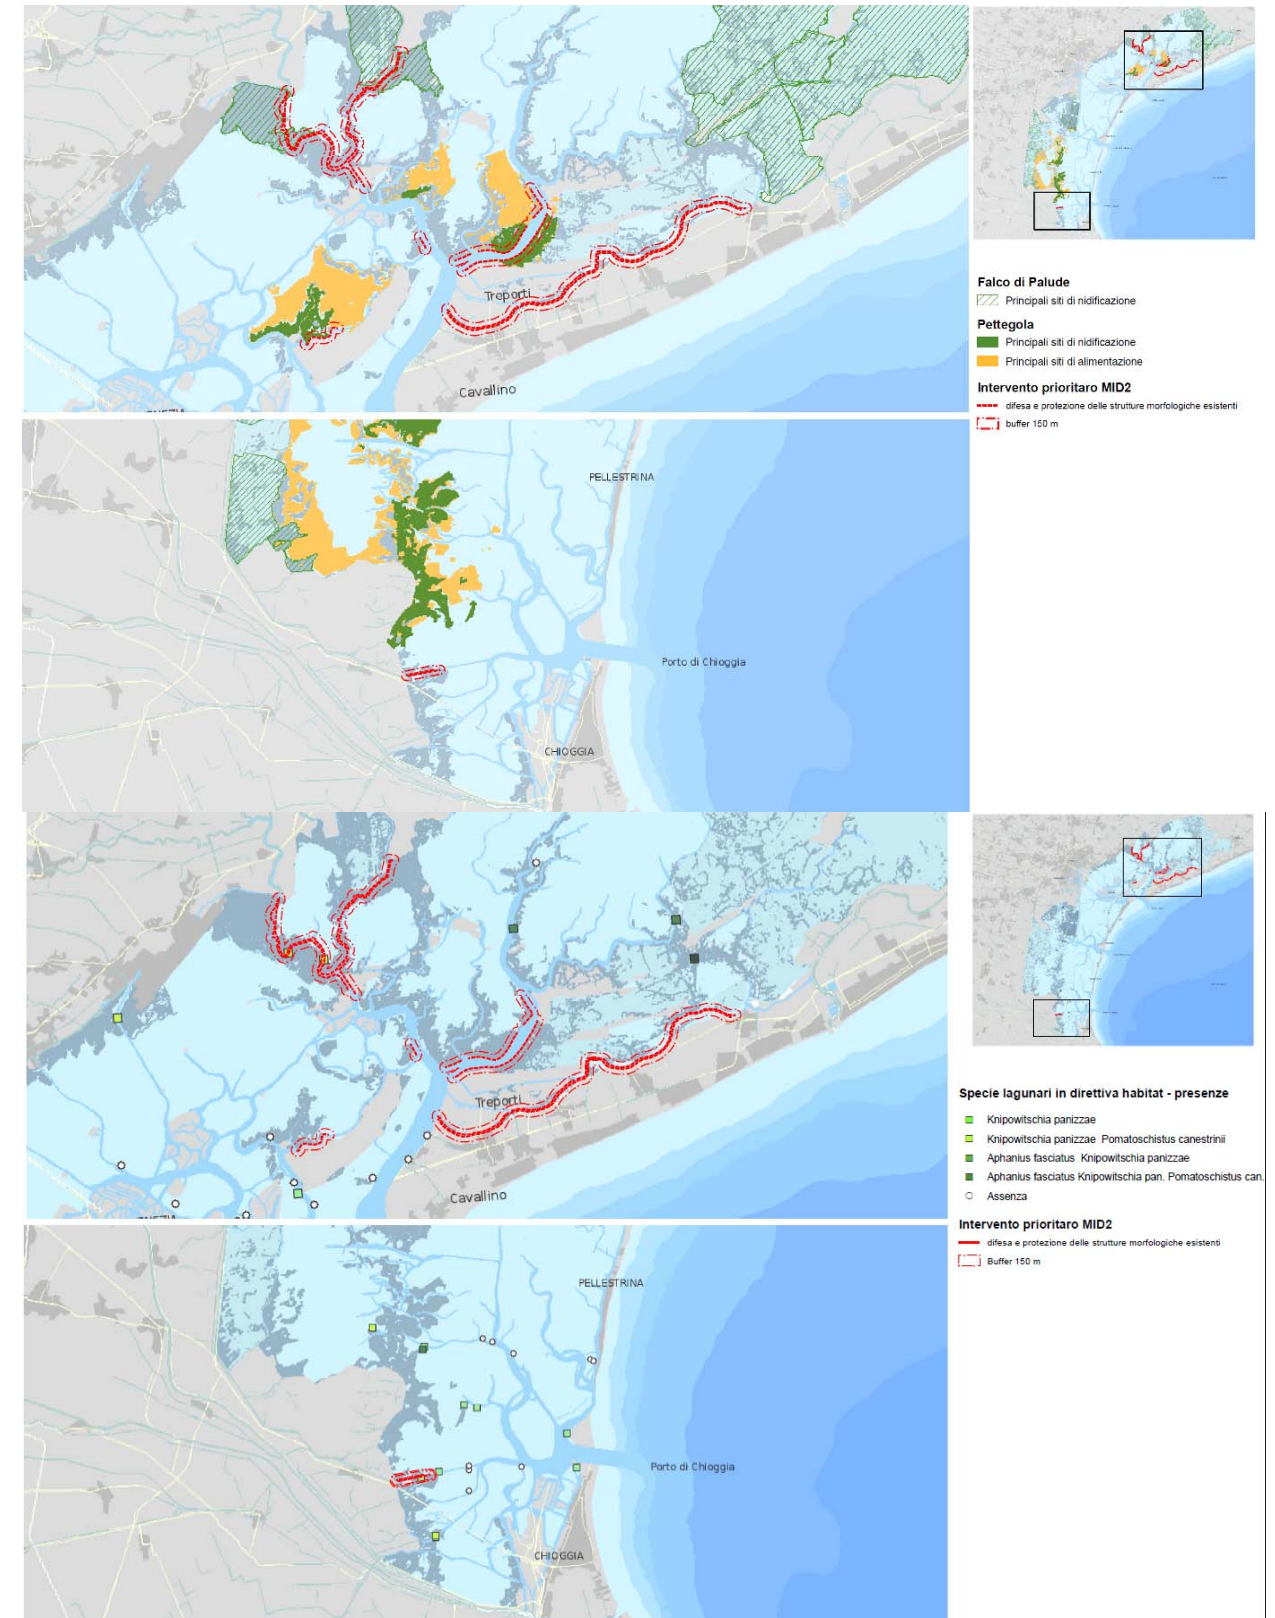 Treporti
Cavallino
Falco di Palude
Principali siti di nidificazione
Pettegola
Principali siti di nidificazione
Principali siti di alimentazione
Intervento prioritaro MID2
difesa e protezione delle strutture morfologiche esistenti
buffer 150 m
PELLESTRINA
Porto di Chioggia
CHIOGGIA
Treporti
Cavallino
Specie lagunari in direttiva habitat - presenze
Knipowitschia panizzae
Knipowitschia panizzae Pomatoschistus canestrinii
Aphanius fasciatus Knipowitschia panizzae
Aphanius fasciatus Knipowitschia pan. Pomatoschistus can.
Assenza
Intervento prioritaro MID2
difesa e protezione delle strutture morfologiche esistenti
Buffer 150 m
PELLESTRINA
Porto di Chioggia
CHIOGGIA